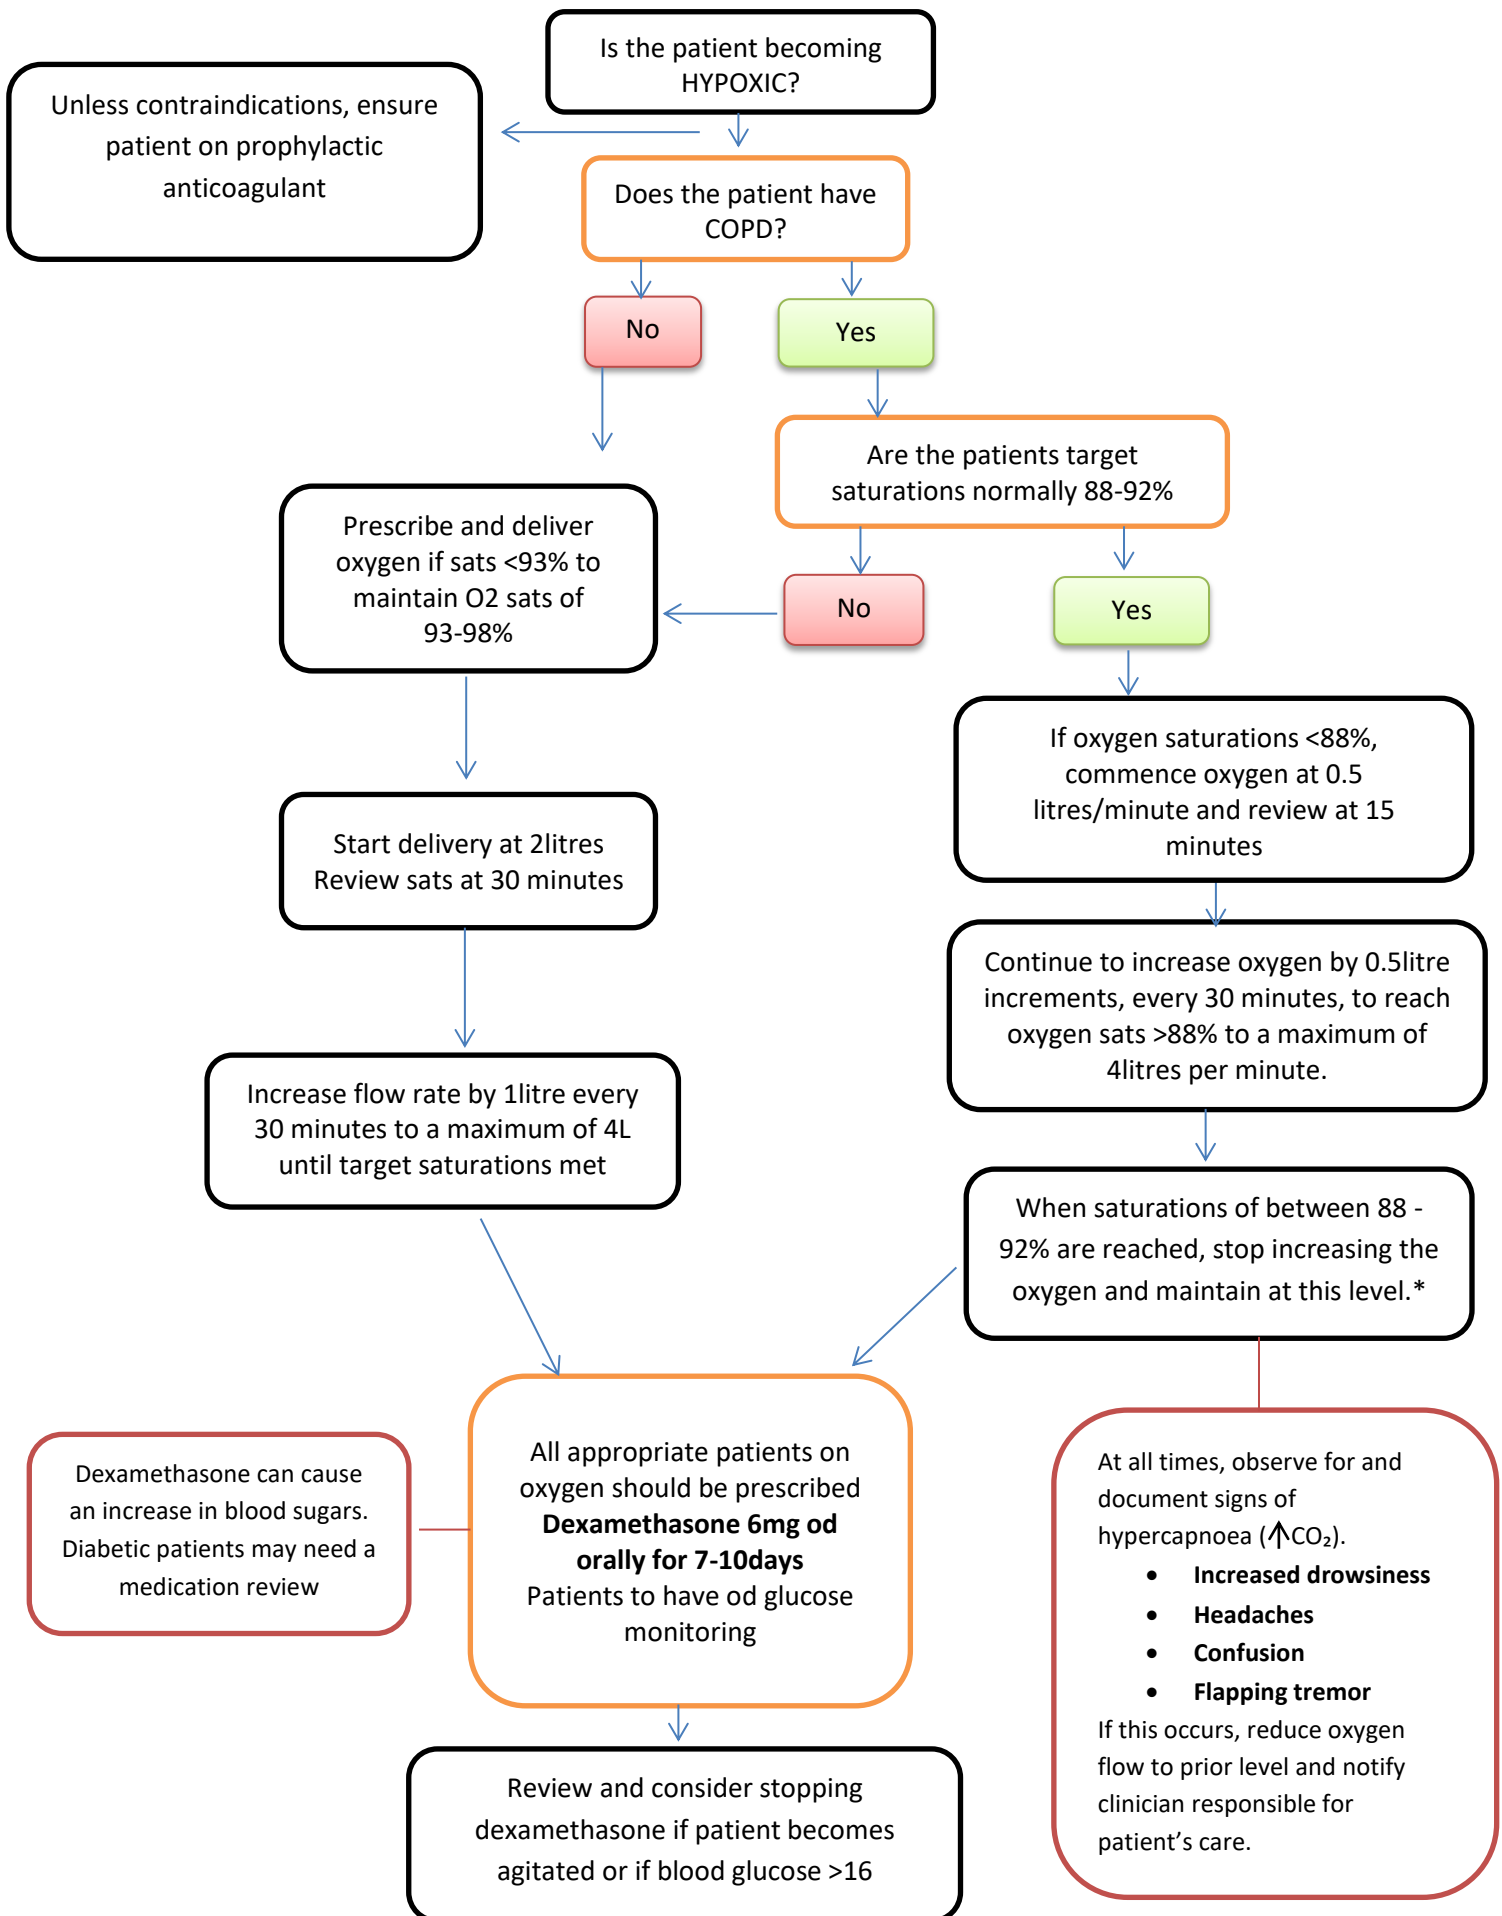 Is the patient becoming
HYPOXIC?
Unless contraindications, ensure
patient on prophylactic
anticoagulant
Does the patient have
COPD?
No
Yes
Are the patients target
saturations normally 88-92%
Prescribe and deliver
oxygen if sats <93% to
maintain O2 sats of
93-98%
No
Yes
If oxygen saturations <88%,
commence oxygen at 0.5
litres/minute and review at 15
minutes
Start delivery at 2litres
Review sats at 30 minutes
Continue to increase oxygen by 0.5litre
increments, every 30 minutes, to reach
oxygen sats >88% to a maximum of
4litres per minute.
Increase flow rate by 1litre every
30 minutes to a maximum of 4L
until target saturations met
When saturations of between 88 -
92% are reached, stop increasing the
oxygen and maintain at this level.*
All appropriate patients on
oxygen should be prescribed
Dexamethasone 6mg od
orally for 7-10days
Patients to have od glucose
monitoring
Dexamethasone can cause
an increase in blood sugars.
Diabetic patients may need a
medication review
At all times, observe for and
document signs of
hypercapnoea (↑CO₂).
• Increased drowsiness
• Headaches
• Confusion
• Flapping tremor
If this occurs, reduce oxygen
flow to prior level and notify
clinician responsible for
patient’s care.
Review and consider stopping
dexamethasone if patient becomes
agitated or if blood glucose >16